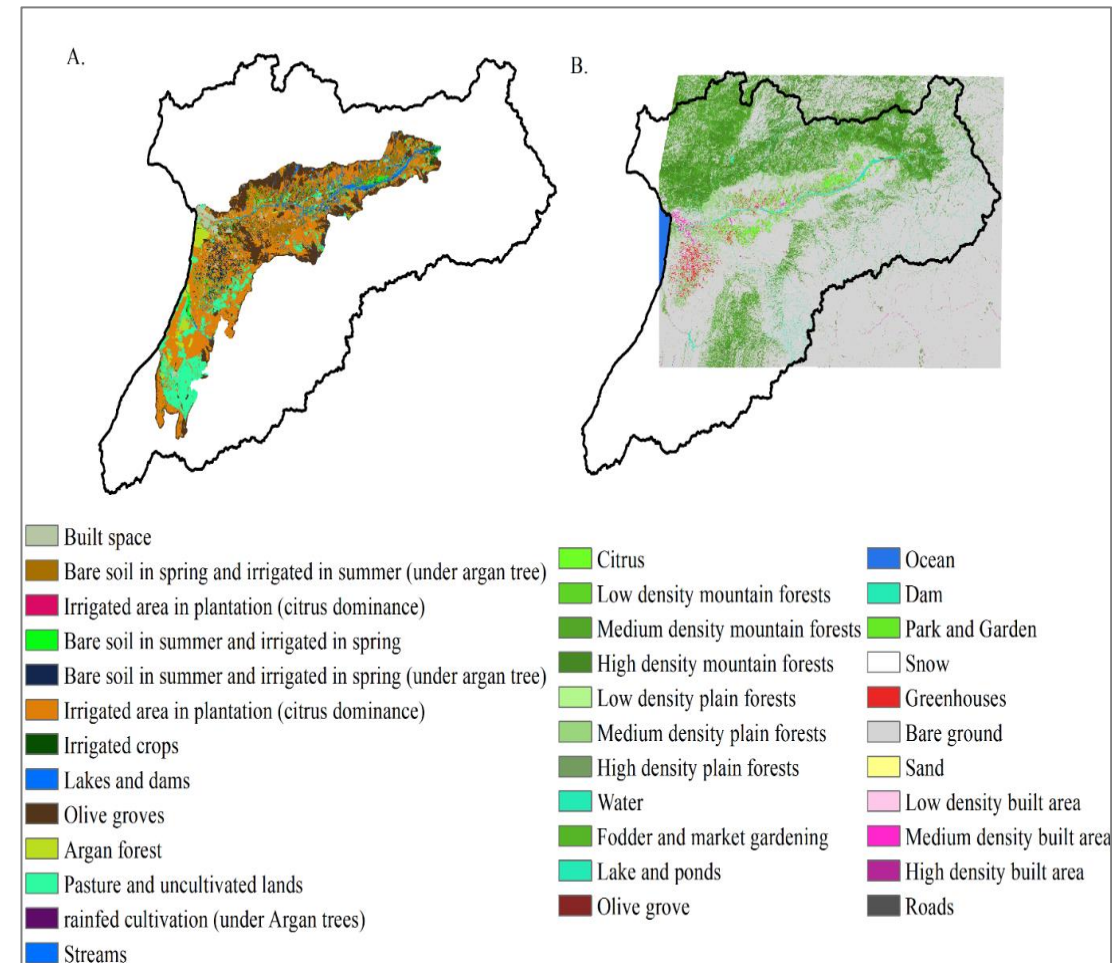 A.
B.
Built space
Bare soil in spring and irrigated in summer (under argan tree)
Irrigated area in plantation (citrus dominance)
Bare soil in summer and irrigated in spring
Bare soil in summer and irrigated in spring (under argan tree)
Irrigated area in plantation (citrus dominance)
Irrigated crops
Lakes and dams
Olive groves
Argan forest
Pasture and uncultivated lands
rainfed cultivation (under Argan trees)
Streams
Citrus
Low density mountain forests
Medium density mountain forests
High density mountain forests
Low density plain forests
Medium density plain forests
High density plain forests
Water
Fodder and market gardening
Lake and ponds
Olive grove
Ocean
Dam
Park and Garden
Snow
Greenhouses
Bare ground
Sand
Low density built area
Medium density built area
High density built area
Roads